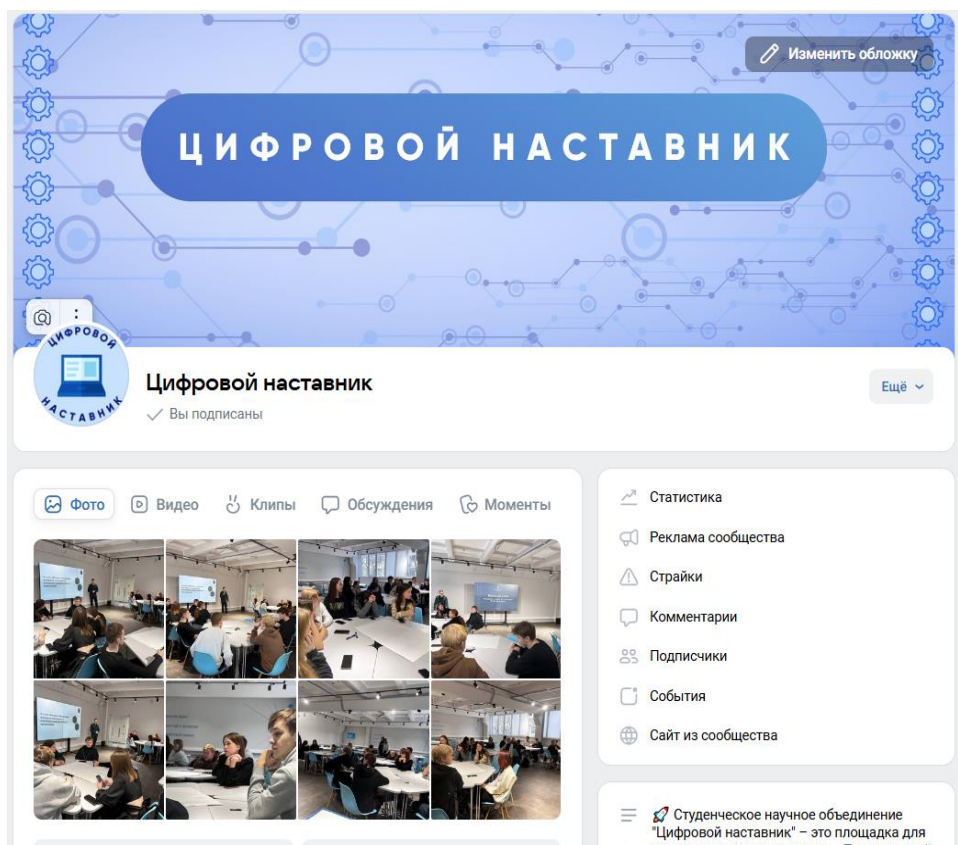 Изменить обложку
ЦИФРОВОЙ НАСТАВНИК
ЦИФРОВОЙ
НАСТАВНИК
Цифровой наставник
Вы подписаны
Ещё
Фото Видео Клипы Обсуждения Моменты
Статистика
Реклама сообщества
Страйки
Комментарии
Подписчики
События
Сайт из сообщества
🚀 Студенческое научное объединение
"Цифровой наставник" – это площадка для